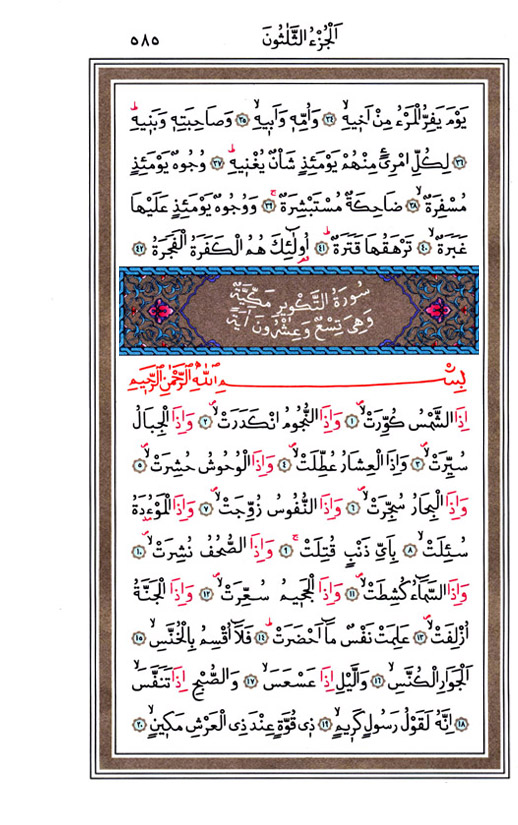 اَلْجُزْءُ الثَّلٰثُونَ ٥٨٥
يَوْمَ يَفِرُّ الْمَرْءُ مِنْ اَخٖيهِۙ ﴿٣٤﴾ وَاُمِّهٖ وَاَبٖيهِۙ ﴿٣٥﴾ وَصَاحِبَتِهٖ وَبَنٖيهِۜ
﴿٣٦﴾ لِكُلِّ امْرِئٍ مِنْهُمْ يَوْمَئِذٍ شَأْنٌ يُغْنٖيهِۜ ﴿٣٧﴾ وُجُوهٌ يَوْمَئِذٍ
مُسْفِرَةٌۙ ﴿٣٨﴾ ضَاحِكَةٌ مُسْتَبْشِرَةٌۚ ﴿٣٩﴾ وَوُجُوهٌ يَوْمَئِذٍ عَلَيْهَا
غَبَرَةٌۙ ﴿٤٠﴾ تَرْهَقُهَا قَتَرَةٌۜ ﴿٤١﴾ اُو۬لٰٓئِكَ هُمُ الْكَفَرَةُ الْفَجَرَةُ ﴿٤٢﴾
سُورَةُ التَّكْوٖيرِ مَكِّيَّةٌ
وَهِيَ تِسْعٌ وَعِشْرُونَ اٰيَةً
بِسْمِ اللّٰهِ الرَّحْمٰنِ الرَّحٖيمِ
اِذَا الشَّمْسُ كُوِّرَتْۙ ﴿١﴾ وَاِذَا النُّجُومُ انْكَدَرَتْۙ ﴿٢﴾ وَاِذَا الْجِبَالُ
سُيِّرَتْۙ ﴿٣﴾ وَاِذَا الْعِشَارُ عُطِّلَتْۙ ﴿٤﴾ وَاِذَا الْوُحُوشُ حُشِرَتْۙ ﴿٥﴾
وَاِذَا الْبِحَارُ سُجِّرَتْۙ ﴿٦﴾ وَاِذَا النُّفُوسُ زُوِّجَتْۙ ﴿٧﴾ وَاِذَا الْمَوْءُ۫دَةُ
سُئِلَتْۙ ﴿٨﴾ بِاَيِّ ذَنْبٍ قُتِلَتْۚ ﴿٩﴾ وَاِذَا الصُّحُفُ نُشِرَتْۙ ﴿١٠﴾
وَاِذَا السَّمَٓاءُ كُشِطَتْۙ ﴿١١﴾ وَاِذَا الْجَحٖيمُ سُعِّرَتْۙ ﴿١٢﴾ وَاِذَا الْجَنَّةُ
اُزْلِفَتْۙ ﴿١٣﴾ عَلِمَتْ نَفْسٌ مَٓا اَحْضَرَتْۜ ﴿١٤﴾ فَلَٓا اُقْسِمُ بِالْخُنَّسِۙ ﴿١٥﴾
اَلْجَوَارِ الْكُنَّسِۙ ﴿١٦﴾ وَالَّيْلِ اِذَا عَسْعَسَۙ ﴿١٧﴾ وَالصُّبْحِ اِذَا تَنَفَّسَۙ
﴿١٨﴾ اِنَّهُ لَقَوْلُ رَسُولٍ كَرٖيمٍۙ ﴿١٩﴾ ذٖي قُوَّةٍ عِنْدَ ذِي الْعَرْشِ مَكٖينٍۙ ﴿٢٠﴾